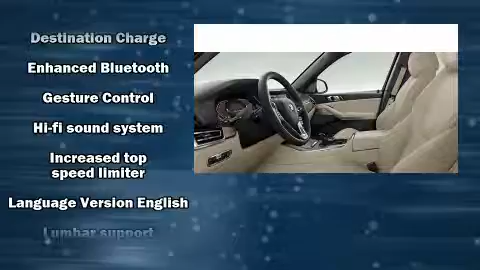 Destination Charge
Enhanced Bluetooth
Gesture Control
Hi-fi sound system
Increased top
speed limiter
Language Version English
Lumbar support